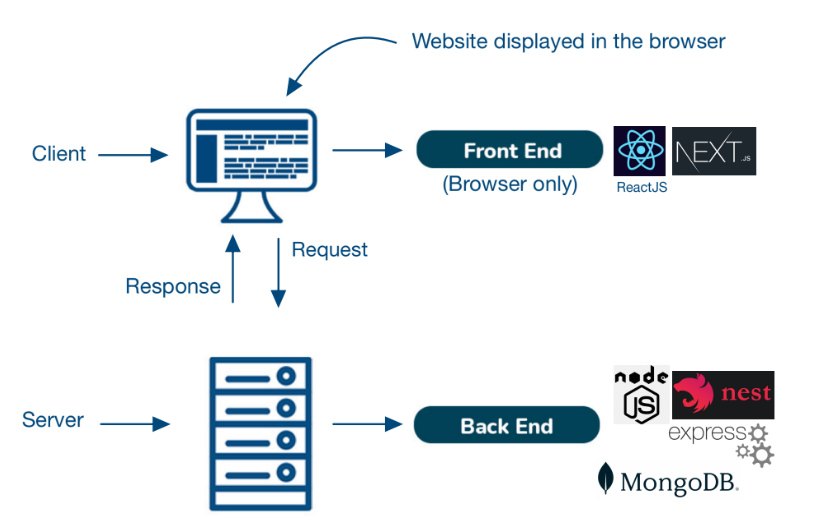 Website displayed in the browser
Client
Front End
(Browser only)
ReactJS
NEXT.JS
Request
Response
Server
Back End
node
JS
nest
express
MongoDB.